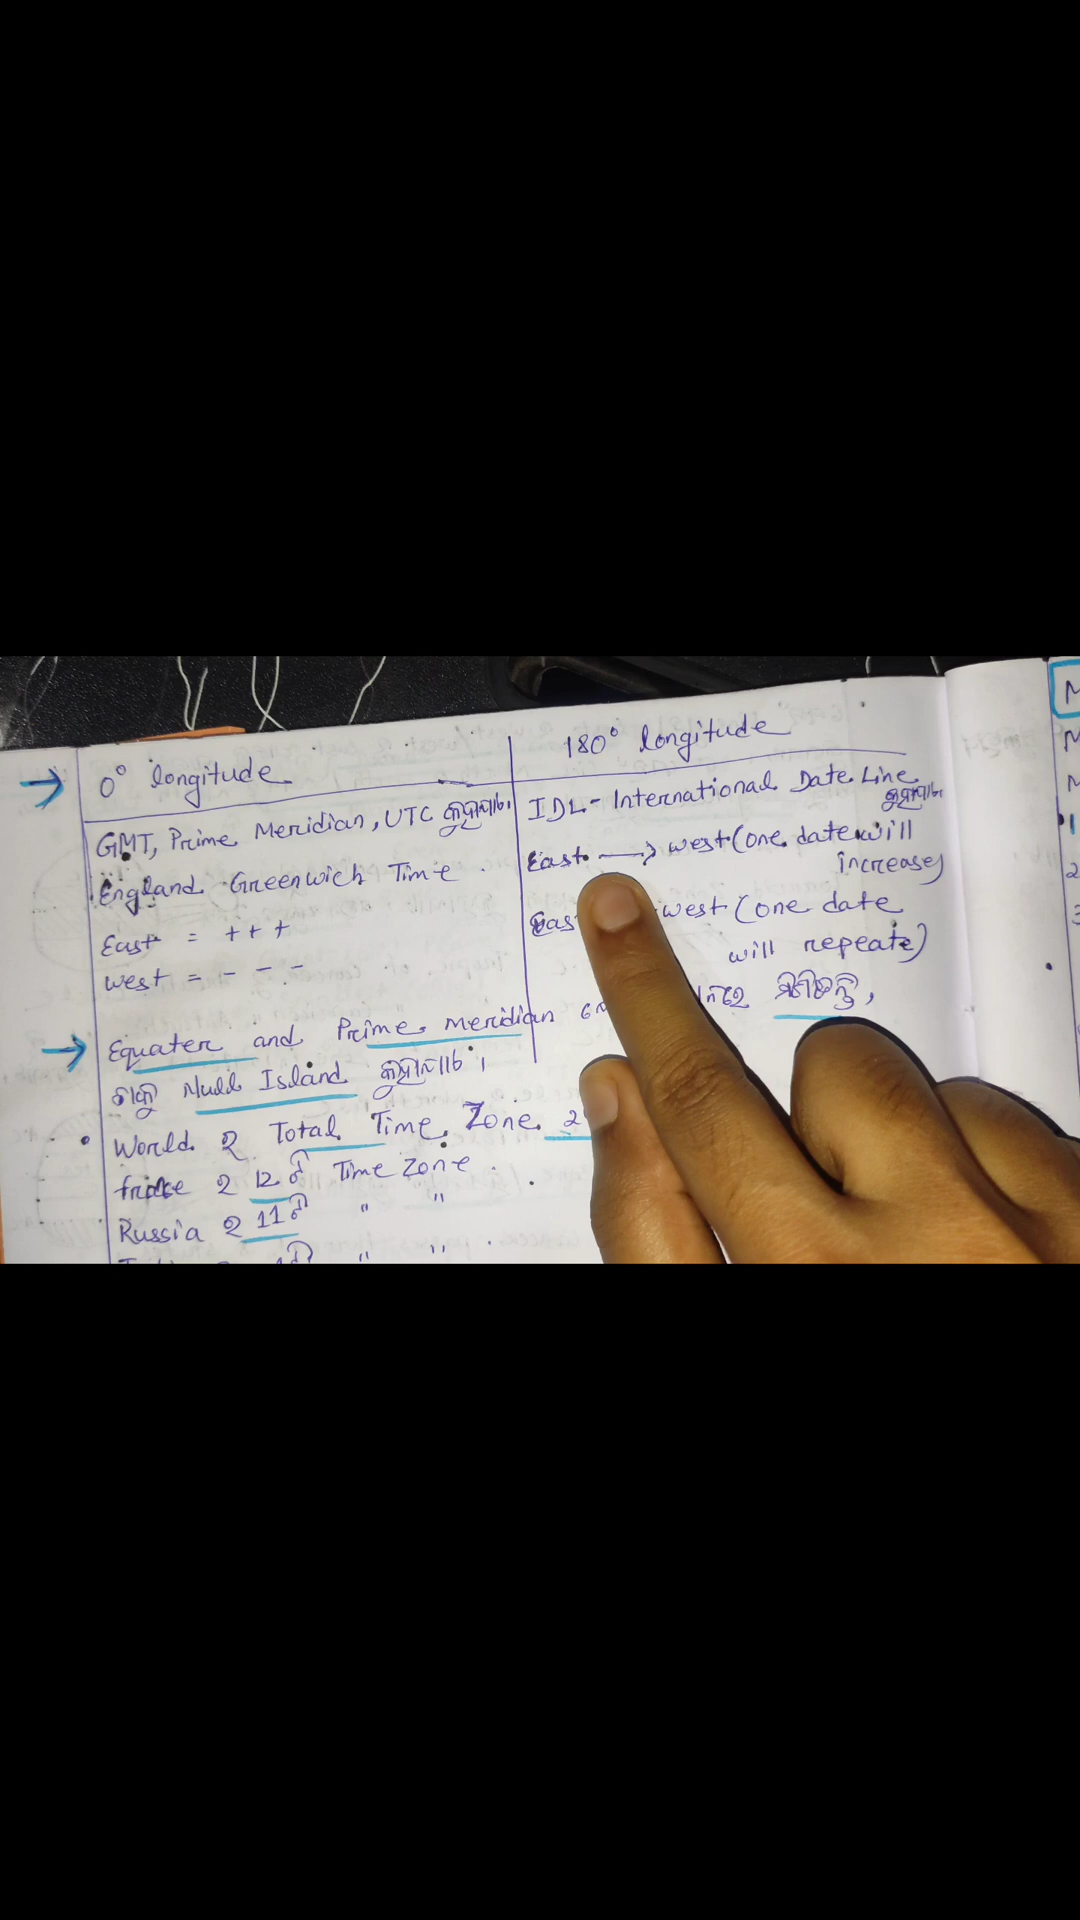 0° longitude
180° longitude
GMT, Prime Meridian, UTC କୁହାଯାଏ.
IDL - International Date Line
କୁହାଯାଏ.
England Greenwich Time.
East → west (one date will
increase)
East = + + +
west (one date
will repeate)
west = - - -
Equater and Prime meridian
ମିଶିଛନ୍ତି,
ତାକୁ Null Island କୁହାଯାଏ ।
• World ର Total Time Zone 2
ର 12 ଟି Time Zone.
Russia ର 11 ଟି " " .